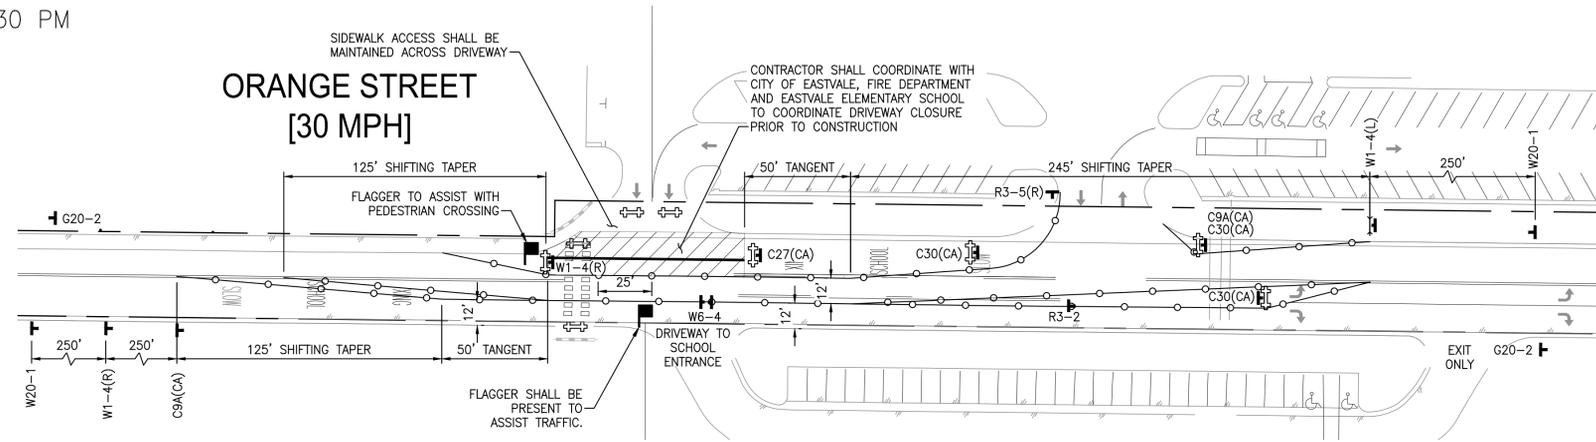 30 PM
SIDEWALK ACCESS SHALL BE
MAINTAINED ACROSS DRIVEWAY
ORANGE STREET
[30 MPH]
CONTRACTOR SHALL COORDINATE WITH
CITY OF EASTVALE, FIRE DEPARTMENT
AND EASTVALE ELEMENTARY SCHOOL
TO COORDINATE DRIVEWAY CLOSURE
PRIOR TO CONSTRUCTION
125' SHIFTING TAPER
50' TANGENT
245' SHIFTING TAPER
W1-4(L)
250'
W20-1
FLAGGER TO ASSIST WITH
PEDESTRIAN CROSSING
R3-5(R)
G20-2
C9A(CA)
C30(CA)
C27(CA)
C30(CA)
W1-4(R)
25'
SLOW
SCHOOL
XING
XING
SCHOOL
12'
12'
12'
C30(CA)
W6-4
R3-2
DRIVEWAY TO
SCHOOL
ENTRANCE
250'
250'
125' SHIFTING TAPER
50' TANGENT
EXIT
ONLY
G20-2
W20-1
W1-4(R)
C9A(CA)
FLAGGER SHALL BE
PRESENT TO
ASSIST TRAFFIC.